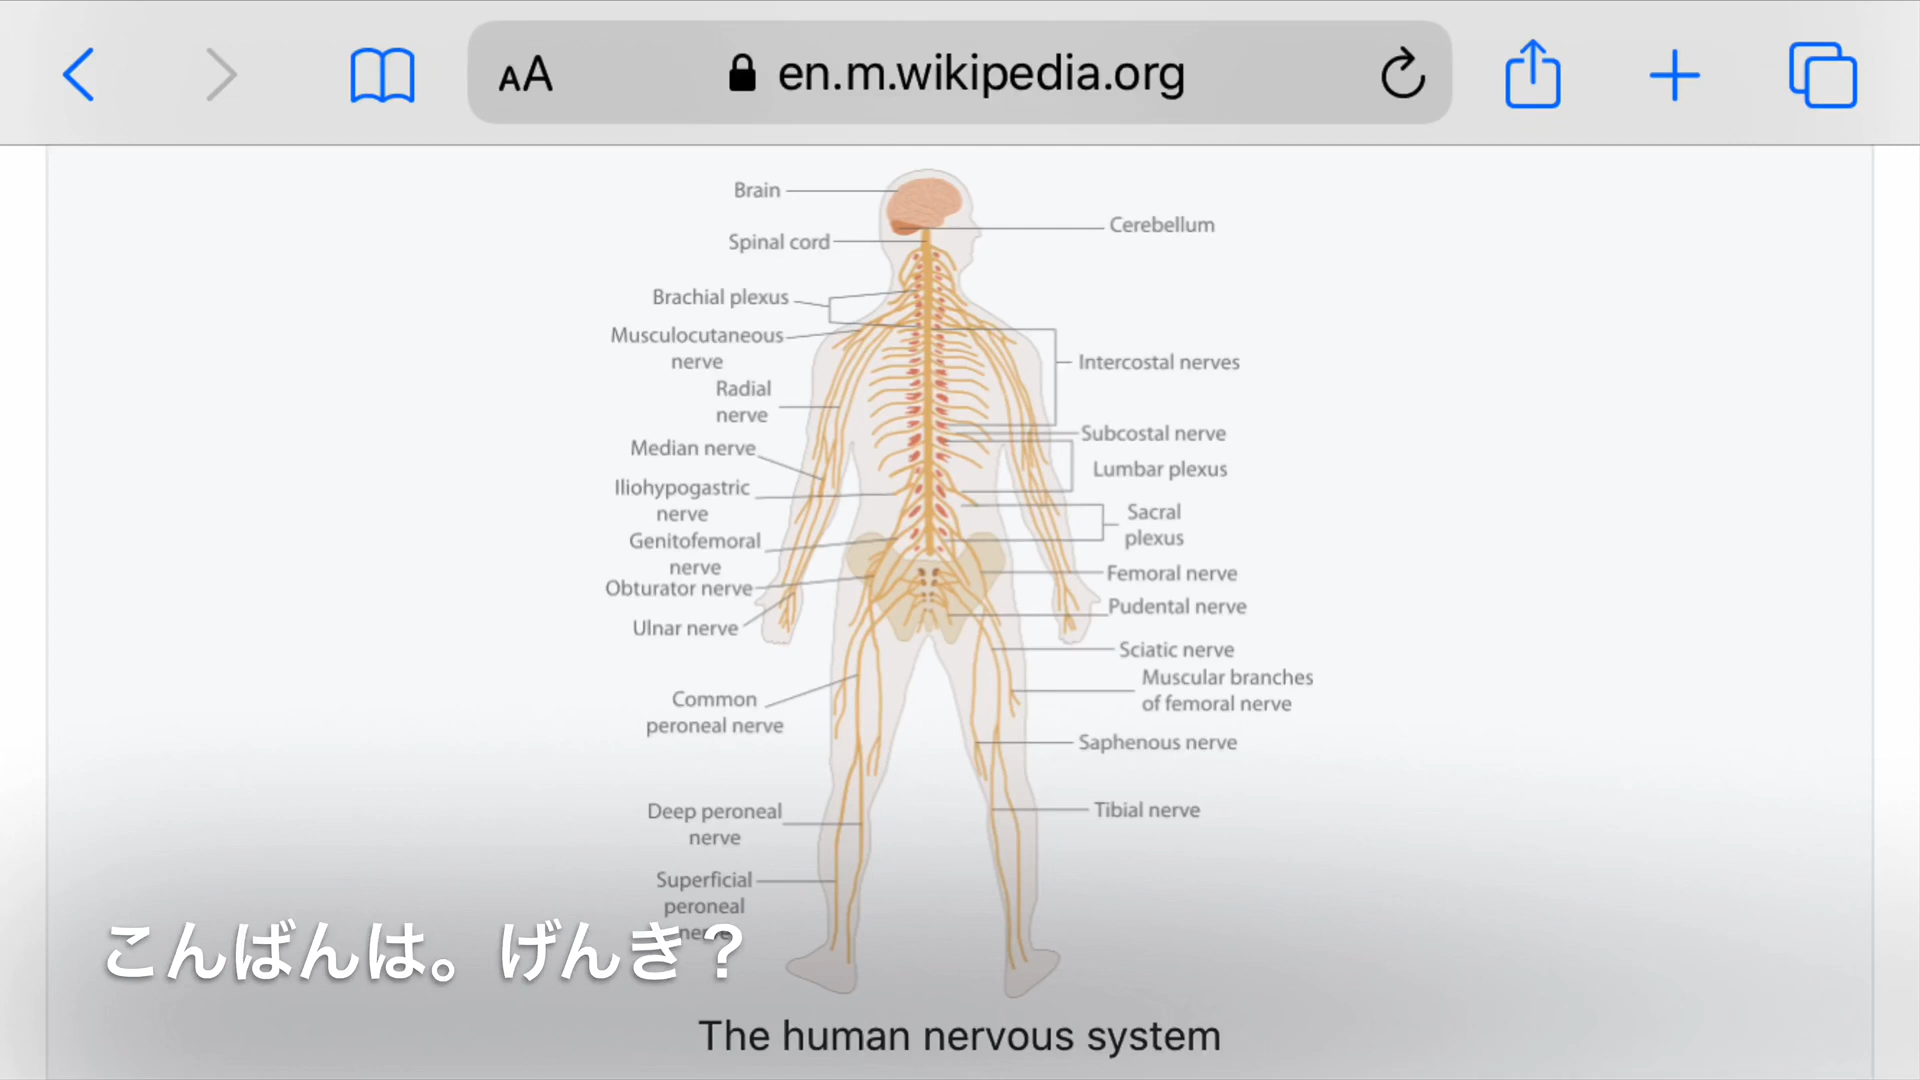 AA en.m.wikipedia.org
Brain
Cerebellum
Spinal cord
Brachial plexus
Musculocutaneous
nerve
Intercostal nerves
Radial
nerve
Subcostal nerve
Median nerve
Lumbar plexus
Iliohypogastric
nerve
Sacral
plexus
Genitofemoral
nerve
Femoral nerve
Obturator nerve
Pudental nerve
Ulnar nerve
Sciatic nerve
Muscular branches
of femoral nerve
Common
peroneal nerve
Saphenous nerve
Deep peroneal
nerve
Tibial nerve
Superficial
peroneal
nerve
こんばんは。げんき？
The human nervous system